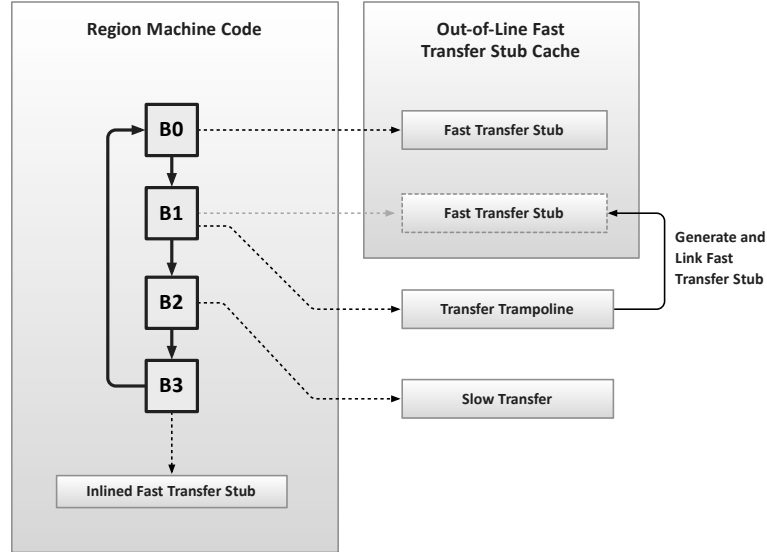 Region Machine Code
Out-of-Line Fast
Transfer Stub Cache
B0
Fast Transfer Stub
B1
Fast Transfer Stub
Generate and
Link Fast
Transfer Stub
B2
Transfer Trampoline
B3
Slow Transfer
Inlined Fast Transfer Stub